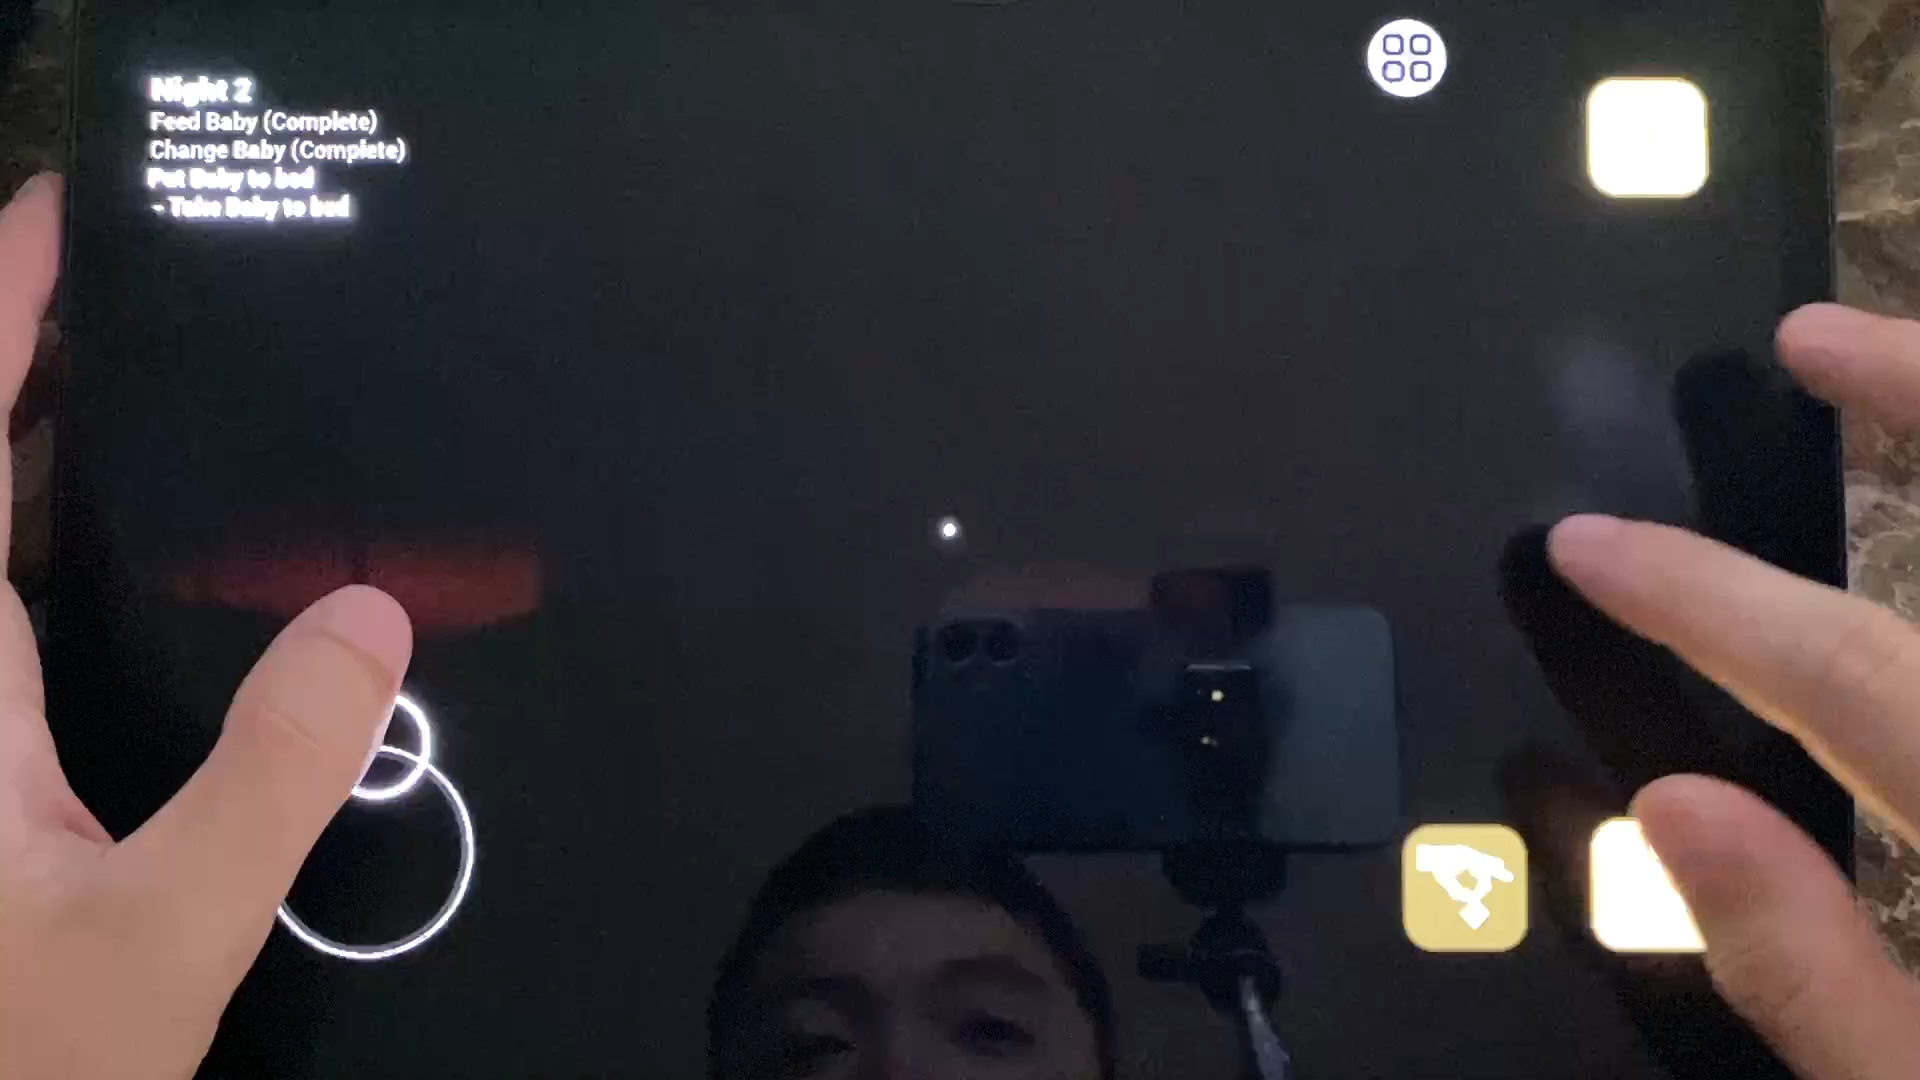 Night 2
Feed Baby (Complete)
Change Baby (Complete)
Put Baby to bed
- Take Baby to bed